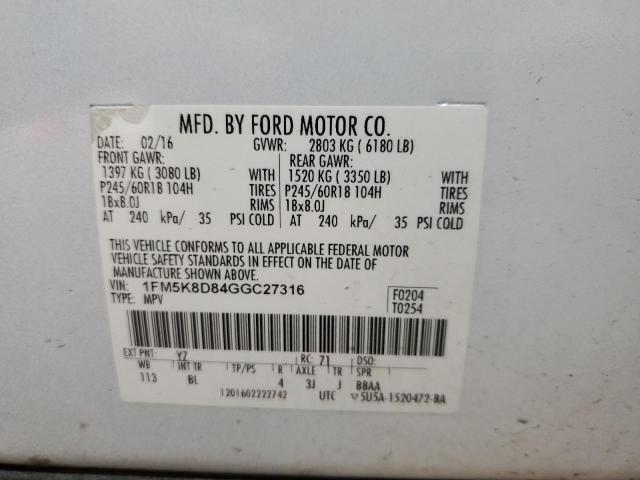 MFD. BY FORD MOTOR CO.
DATE: 02/16 GVWR: 2803 KG (6180 LB)
FRONT GAWR: REAR GAWR:
1397 KG (3080 LB) WITH 1520 KG (3350 LB) WITH
P245/60R18 104H TIRES P245/60R18 104H TIRES
18x8.0J RIMS 18x8.0J RIMS
AT 240 kPa/ 35 PSI COLD AT 240 kPa/ 35 PSI COLD
THIS VEHICLE CONFORMS TO ALL APPLICABLE FEDERAL MOTOR
VEHICLE SAFETY STANDARDS IN EFFECT ON THE DATE OF
MANUFACTURE SHOWN ABOVE.
VIN: 1FM5K8D84GGC27316 F0204
TYPE: MPV T0254
EXT PNT: YZ RC: 71 DSO:
WB INT TR TP/PS R AXLE TR SPR
113 BL 4 3J J BBAA
1201602222742 UTC ▽5U5A-1520472-BA